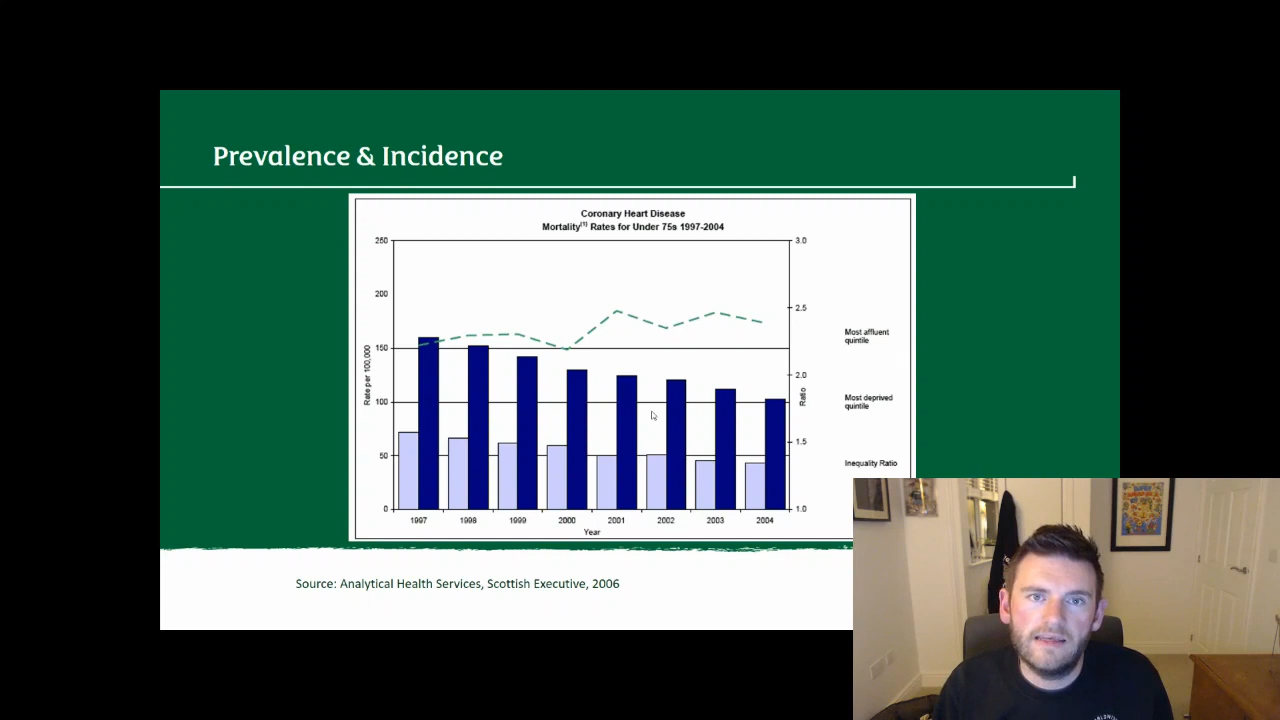 Prevalence & Incidence
Coronary Heart Disease
Mortality(1) Rates for Under 75s 1997-2004
250
200
150
100
50
0
Rate per 100,000
3.0
2.5
2.0
1.5
1.0
Ratio
Most affluent
quintile
Most deprived
quintile
Inequality Ratio
1997 1998 1999 2000 2001 2002 2003 2004
Year
Source: Analytical Health Services, Scottish Executive, 2006